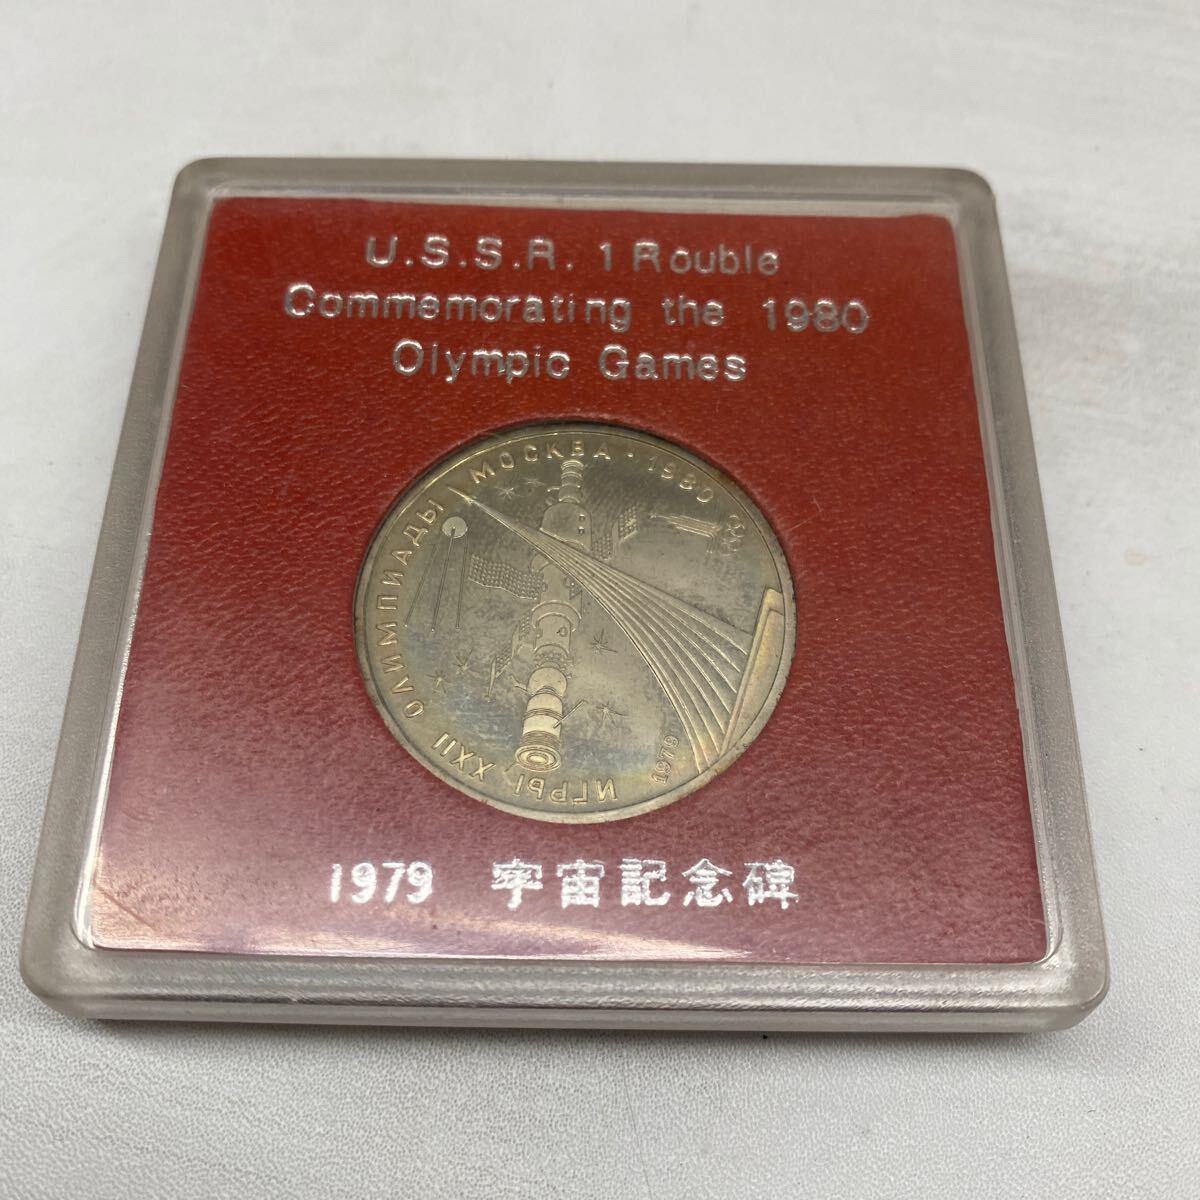 U.S.S.R. 1 Rouble
Commemorating the 1980
Olympic Games
ИГРЫ XXII ОЛИМПИАДЫ МОСКВА · 1980
1979
1979 宇宙記念碑